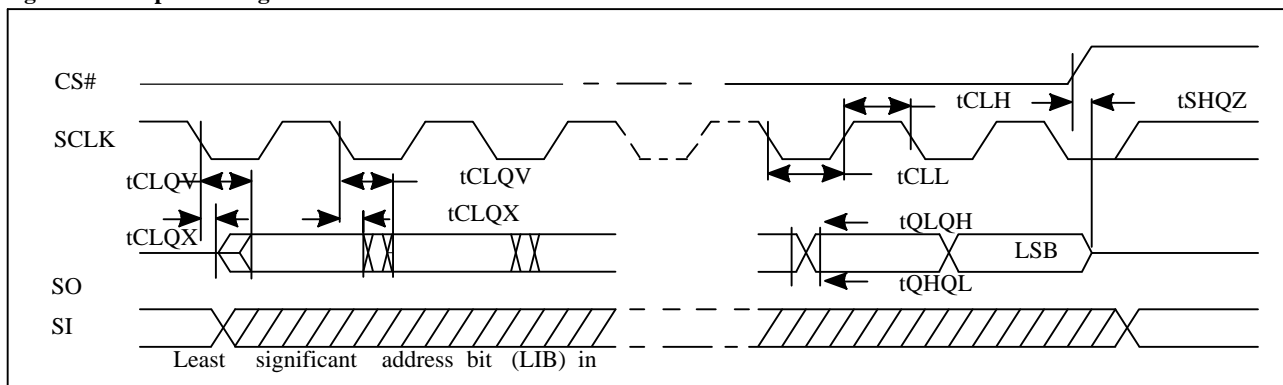 CS#
tCLH
tSHQZ
SCLK
tCLQV
tCLQV
tCLL
tCLQX
tCLQX
tQLQH
LSB
SO
tQHQL
SI
Least significant address bit (LIB) in